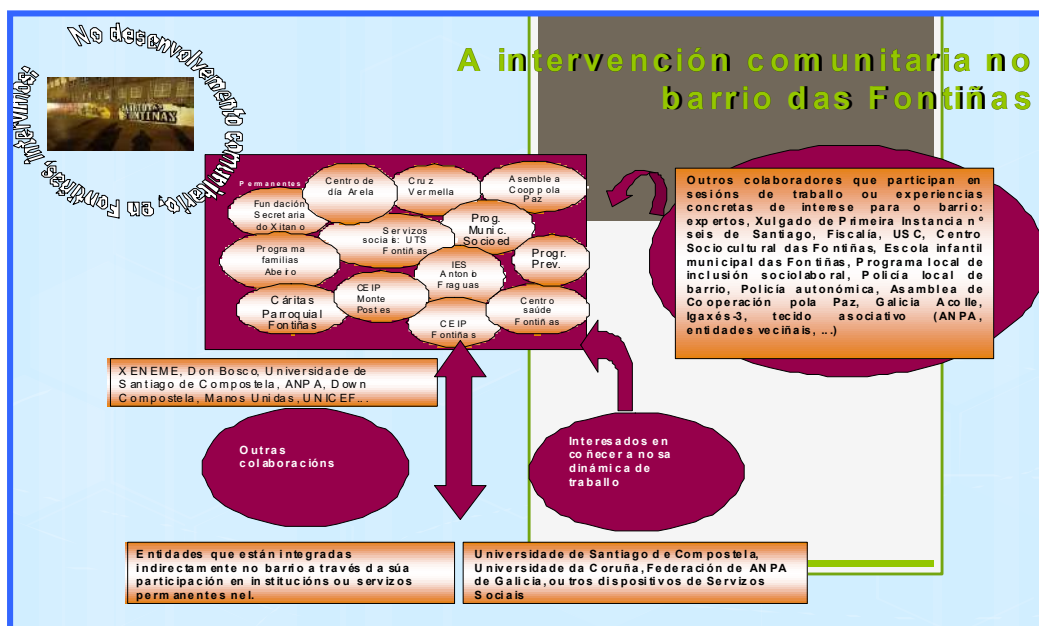 No desenvolvemento comunitario, en Fontiñas, intervimos:
BARRIO DAS FONTIÑAS
A intervención comunitaria no
barrio das Fontiñas
Permanentes
Centro de
día Arela
Cruz
Vermella
Asemblea
Coop pola
Paz
Fundación
Secretaria
do Xitano
Servizos
sociais: UTS
Fontiñas
Prog.
Munic.
Socioed
Programa
familias
Abeiro
IES
Antonio
Fraguas
Progr.
Prev.
Cáritas
Parroquial
Fontiñas
CEIP
Monte
Postes
CEIP
Fontiñas
Centro
saúde
Fontiñas
Outros colaboradores que participan en
sesións de traballo ou experiencias
concretas de interese para o barrio:
expertos, Xulgado de Primeira Instancia nº
seis de Santiago, Fiscalía, USC, Centro
Sociocultural das Fontiñas, Escola infantil
municipal das Fontiñas, Programa local de
inclusión sociolaboral, Policía local de
barrio, Policía autonómica, Asamblea de
Cooperación pola Paz, Galicia Acolle,
Igaxés-3, tecido asociativo (ANPA,
entidades veciñais, ...)
XENEME, Don Bosco, Universidade de
Santiago de Compostela, ANPA, Down
Compostela, Manos Unidas, UNICEF...
Outras
colaboracións
Interesados en
coñecer a nosa
dinámica de
traballo
Entidades que están integradas
indirectamente no barrio a través da súa
participación en institucións ou servizos
permanentes nel.
Universidade de Santiago de Compostela,
Universidade da Coruña, Federación de ANPA
de Galicia, outros dispositivos de Servizos
Sociais